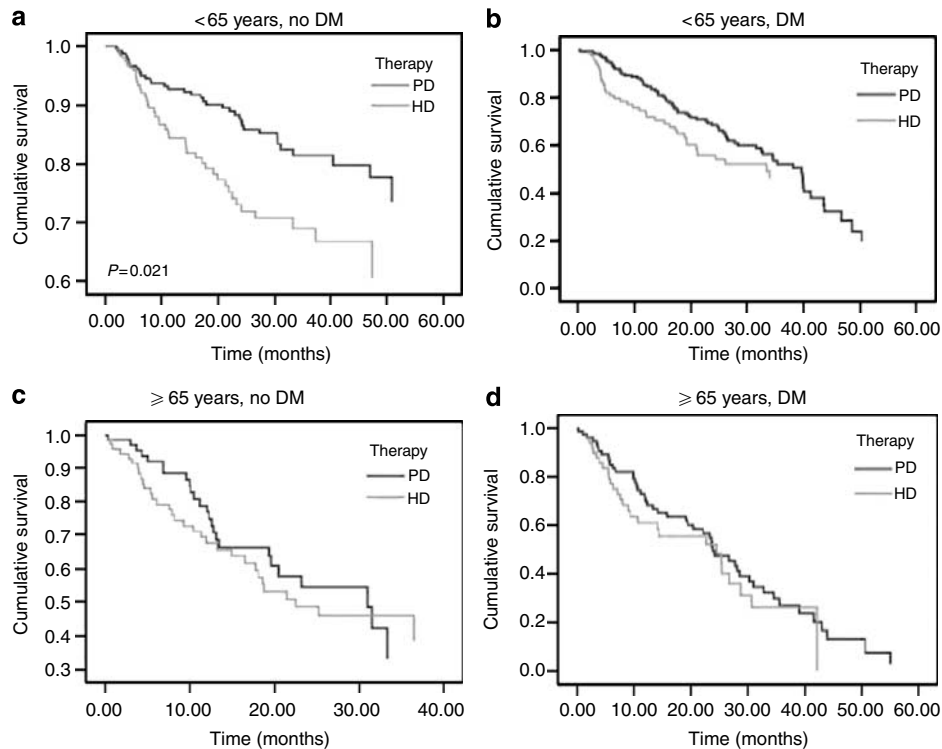 a
<65 years, no DM
Cumulative survival
1.0
0.9
0.8
0.7
0.6
Therapy
PD
HD
P=0.021
0.00 10.00 20.00 30.00 40.00 50.00 60.00
Time (months)
b
<65 years, DM
Cumulative survival
1.0
0.8
0.6
0.4
0.2
0.0
Therapy
PD
HD
0.00 10.00 20.00 30.00 40.00 50.00 60.00
Time (months)
c
⩾ 65 years, no DM
Cumulative survival
1.0
0.9
0.8
0.7
0.6
0.5
0.4
0.3
Therapy
PD
HD
0.00 10.00 20.00 30.00 40.00
Time (months)
d
⩾ 65 years, DM
Cumulative survival
1.0
0.8
0.6
0.4
0.2
0.0
Therapy
PD
HD
0.00 10.00 20.00 30.00 40.00 50.00 60.00
Time (months)